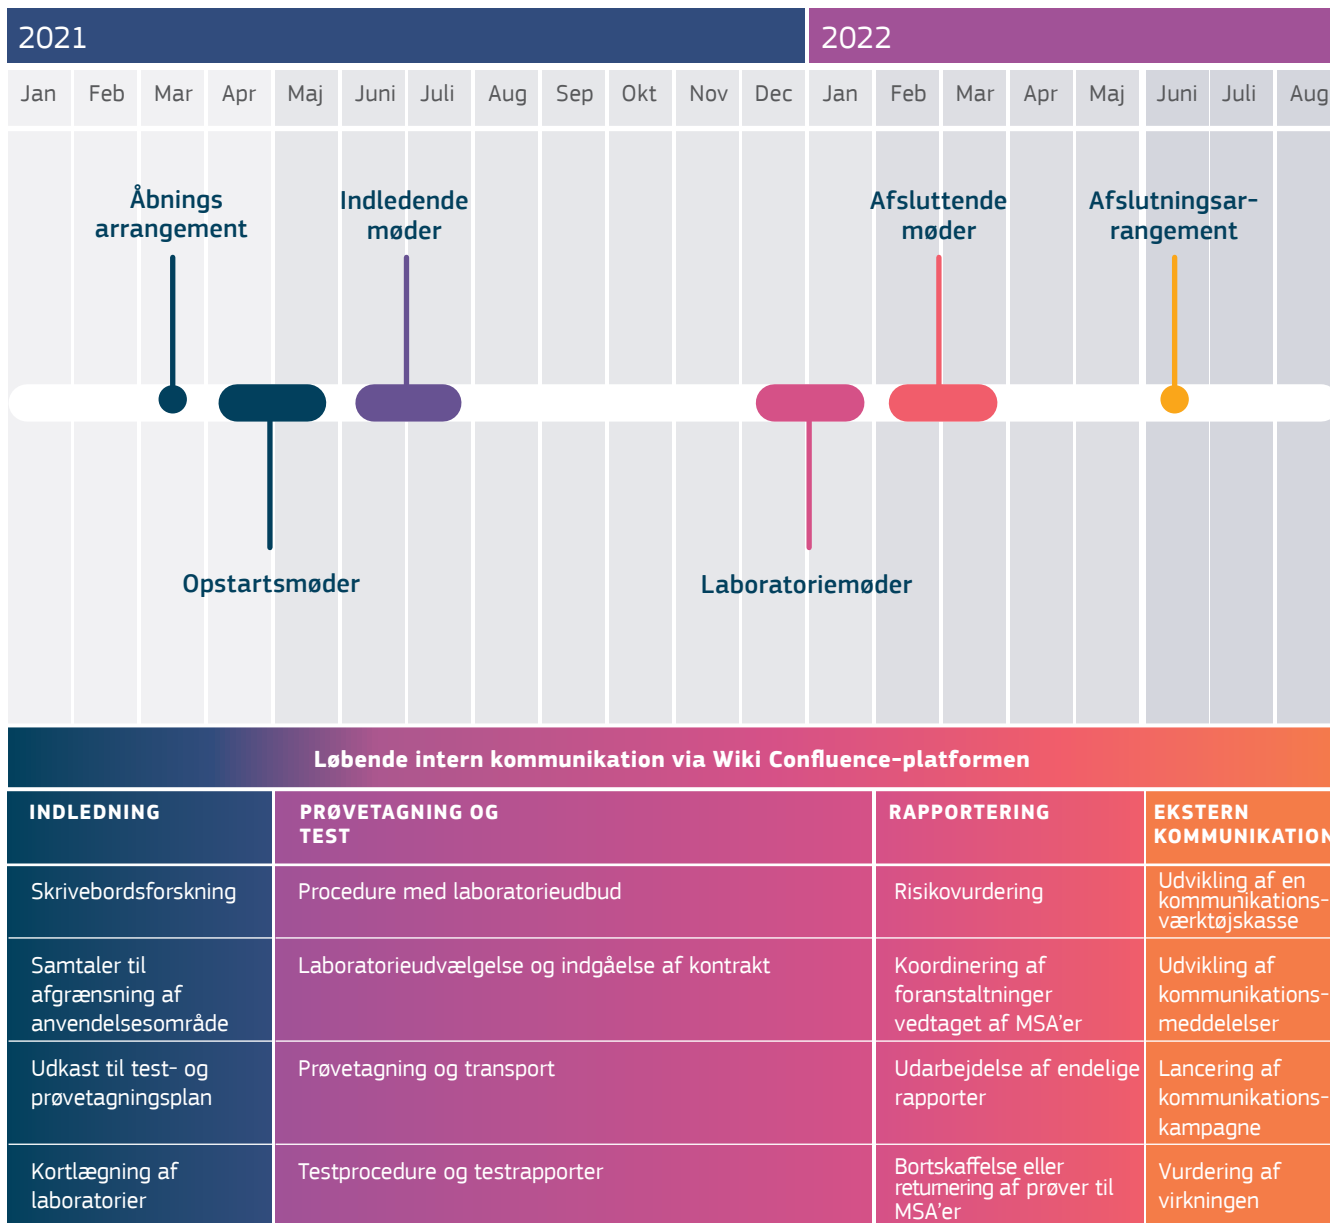 2021 2022
Jan Feb Mar Apr Maj Juni Juli Aug Sep Okt Nov Dec Jan Feb Mar Apr Maj Juni Juli Aug
Åbnings
arrangement
Indledende
møder
Afsluttende
møder
Afslutningsar-
rangement
Opstartsmøder
Laboratoriemøder
Løbende intern kommunikation via Wiki Confluence-platformen
INDLEDNING
Skrivebordsforskning
Samtaler til
afgrænsning af
anvendelsesområde
Udkast til test- og
prøvetagningsplan
Kortlægning af
laboratorier
PRØVETAGNING OG
TEST
Procedure med laboratorieudbud
Laboratorieudvælgelse og indgåelse af kontrakt
Prøvetagning og transport
Testprocedure og testrapporter
RAPPORTERING
Risikovurdering
Koordinering af
foranstaltninger
vedtaget af MSA’er
Udarbejdelse af endelige
rapporter
Bortskaffelse eller
returnering af prøver til
MSA’er
EKSTERN
KOMMUNIKATION
Udvikling af en
kommunikations-
værktøjskasse
Udvikling af
kommunikations-
meddelelser
Lancering af
kommunikations-
kampagne
Vurdering af
virkningen